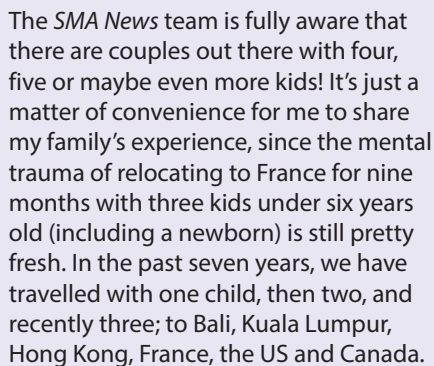 The SMA News team is fully aware that
there are couples out there with four,
five or maybe even more kids! It’s just a
matter of convenience for me to share
my family’s experience, since the mental
trauma of relocating to France for nine
months with three kids under six years
old (including a newborn) is still pretty
fresh. In the past seven years, we have
travelled with one child, then two, and
recently three; to Bali, Kuala Lumpur,
Hong Kong, France, the US and Canada.